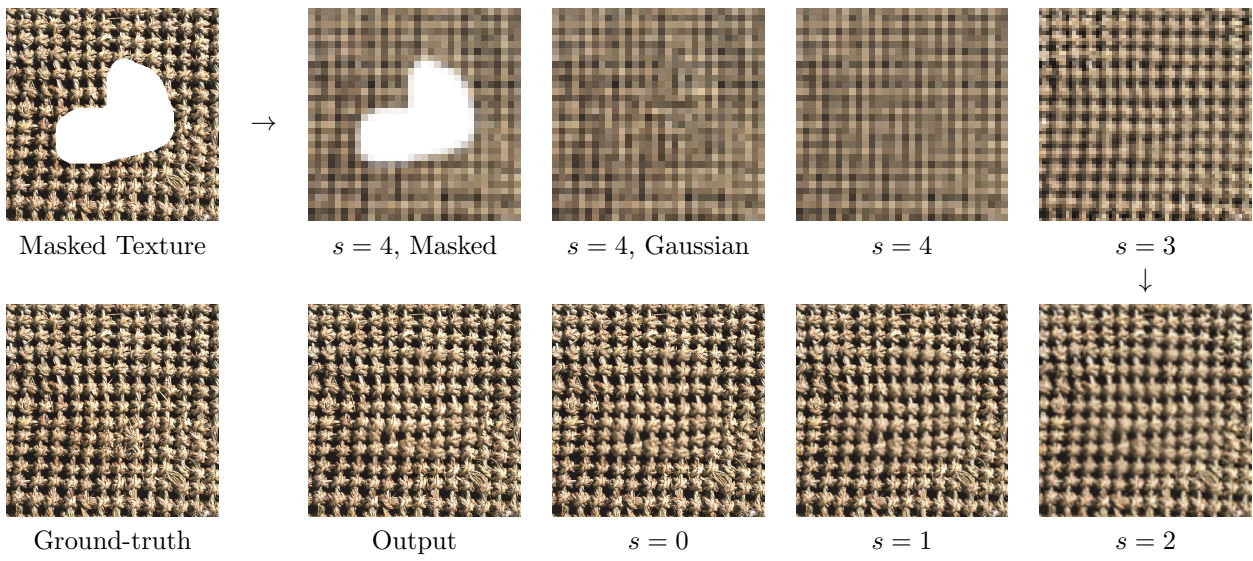 →
Masked Texture
s = 4, Masked
s = 4, Gaussian
s = 4
s = 3
↓
Ground-truth
Output
s = 0
s = 1
s = 2